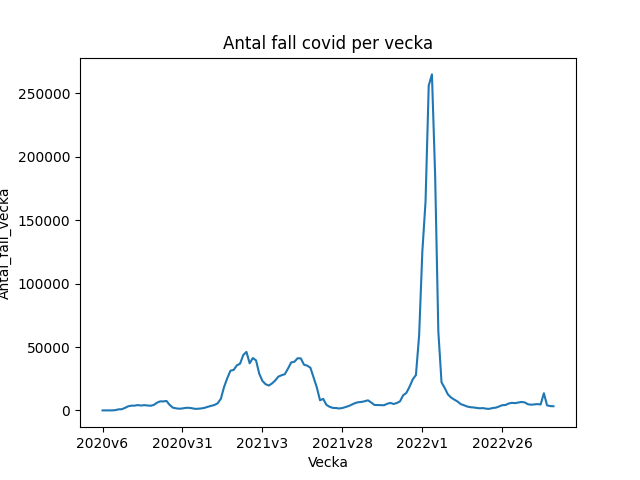 Antal fall covid per vecka
250000
200000
150000
100000
50000
0
Antal_fall_vecka
2020v6 2020v31 2021v3 2021v28 2022v1 2022v26
Vecka